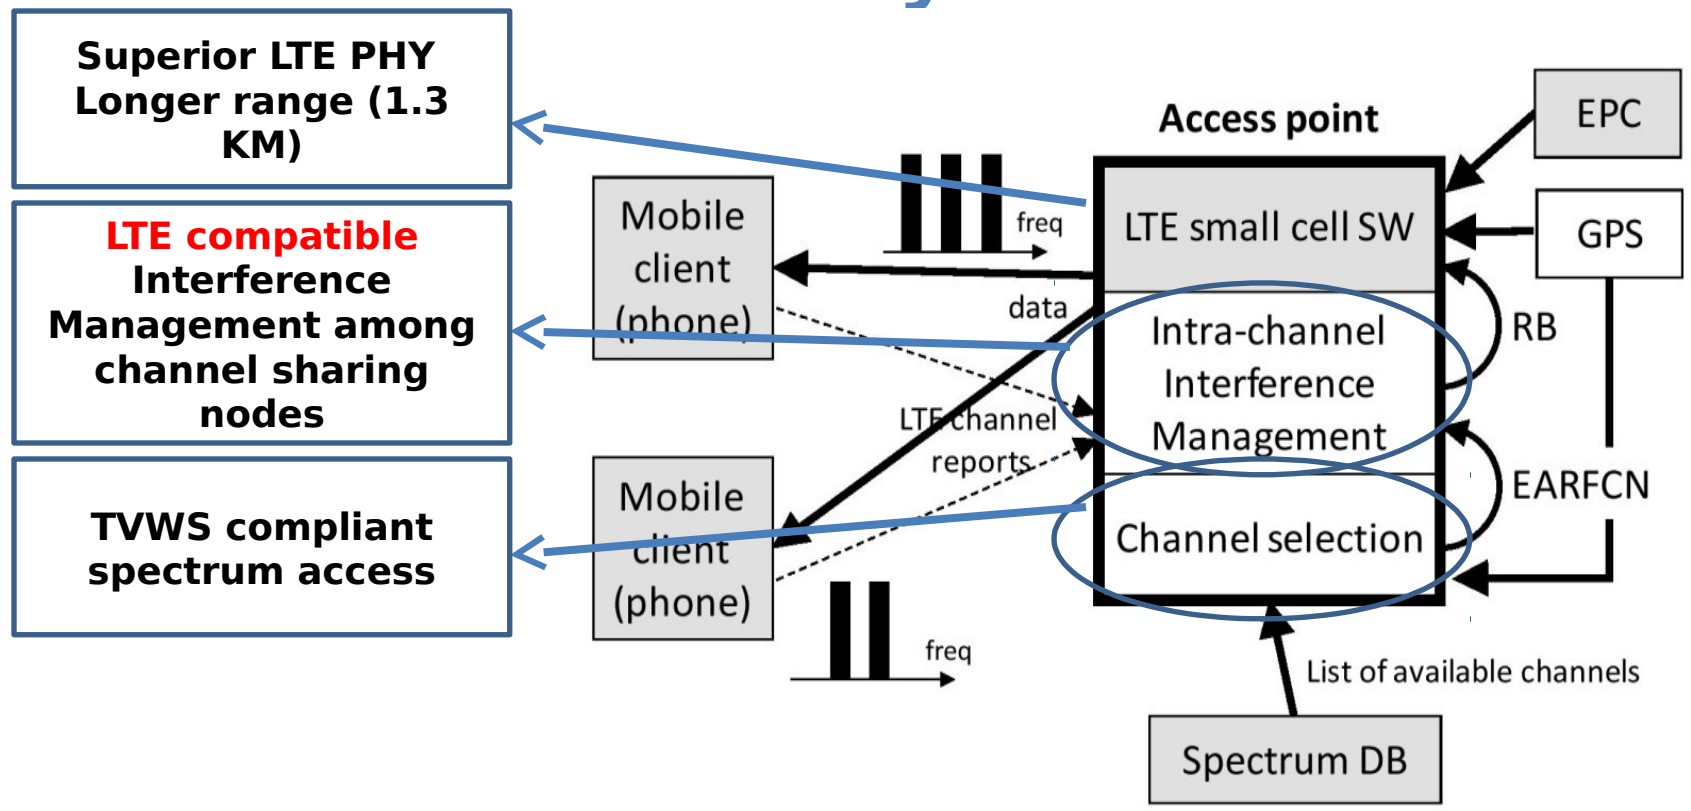 Superior LTE PHY
Longer range (1.3
KM)
LTE compatible
Interference
Management among
channel sharing
nodes
TVWS compliant
spectrum access
Mobile
client
(phone)
Mobile
client
(phone)
freq
data
LTE channel
reports
freq
Access point
LTE small cell SW
Intra-channel
Interference
Management
Channel selection
EPC
GPS
RB
EARFCN
List of available channels
Spectrum DB